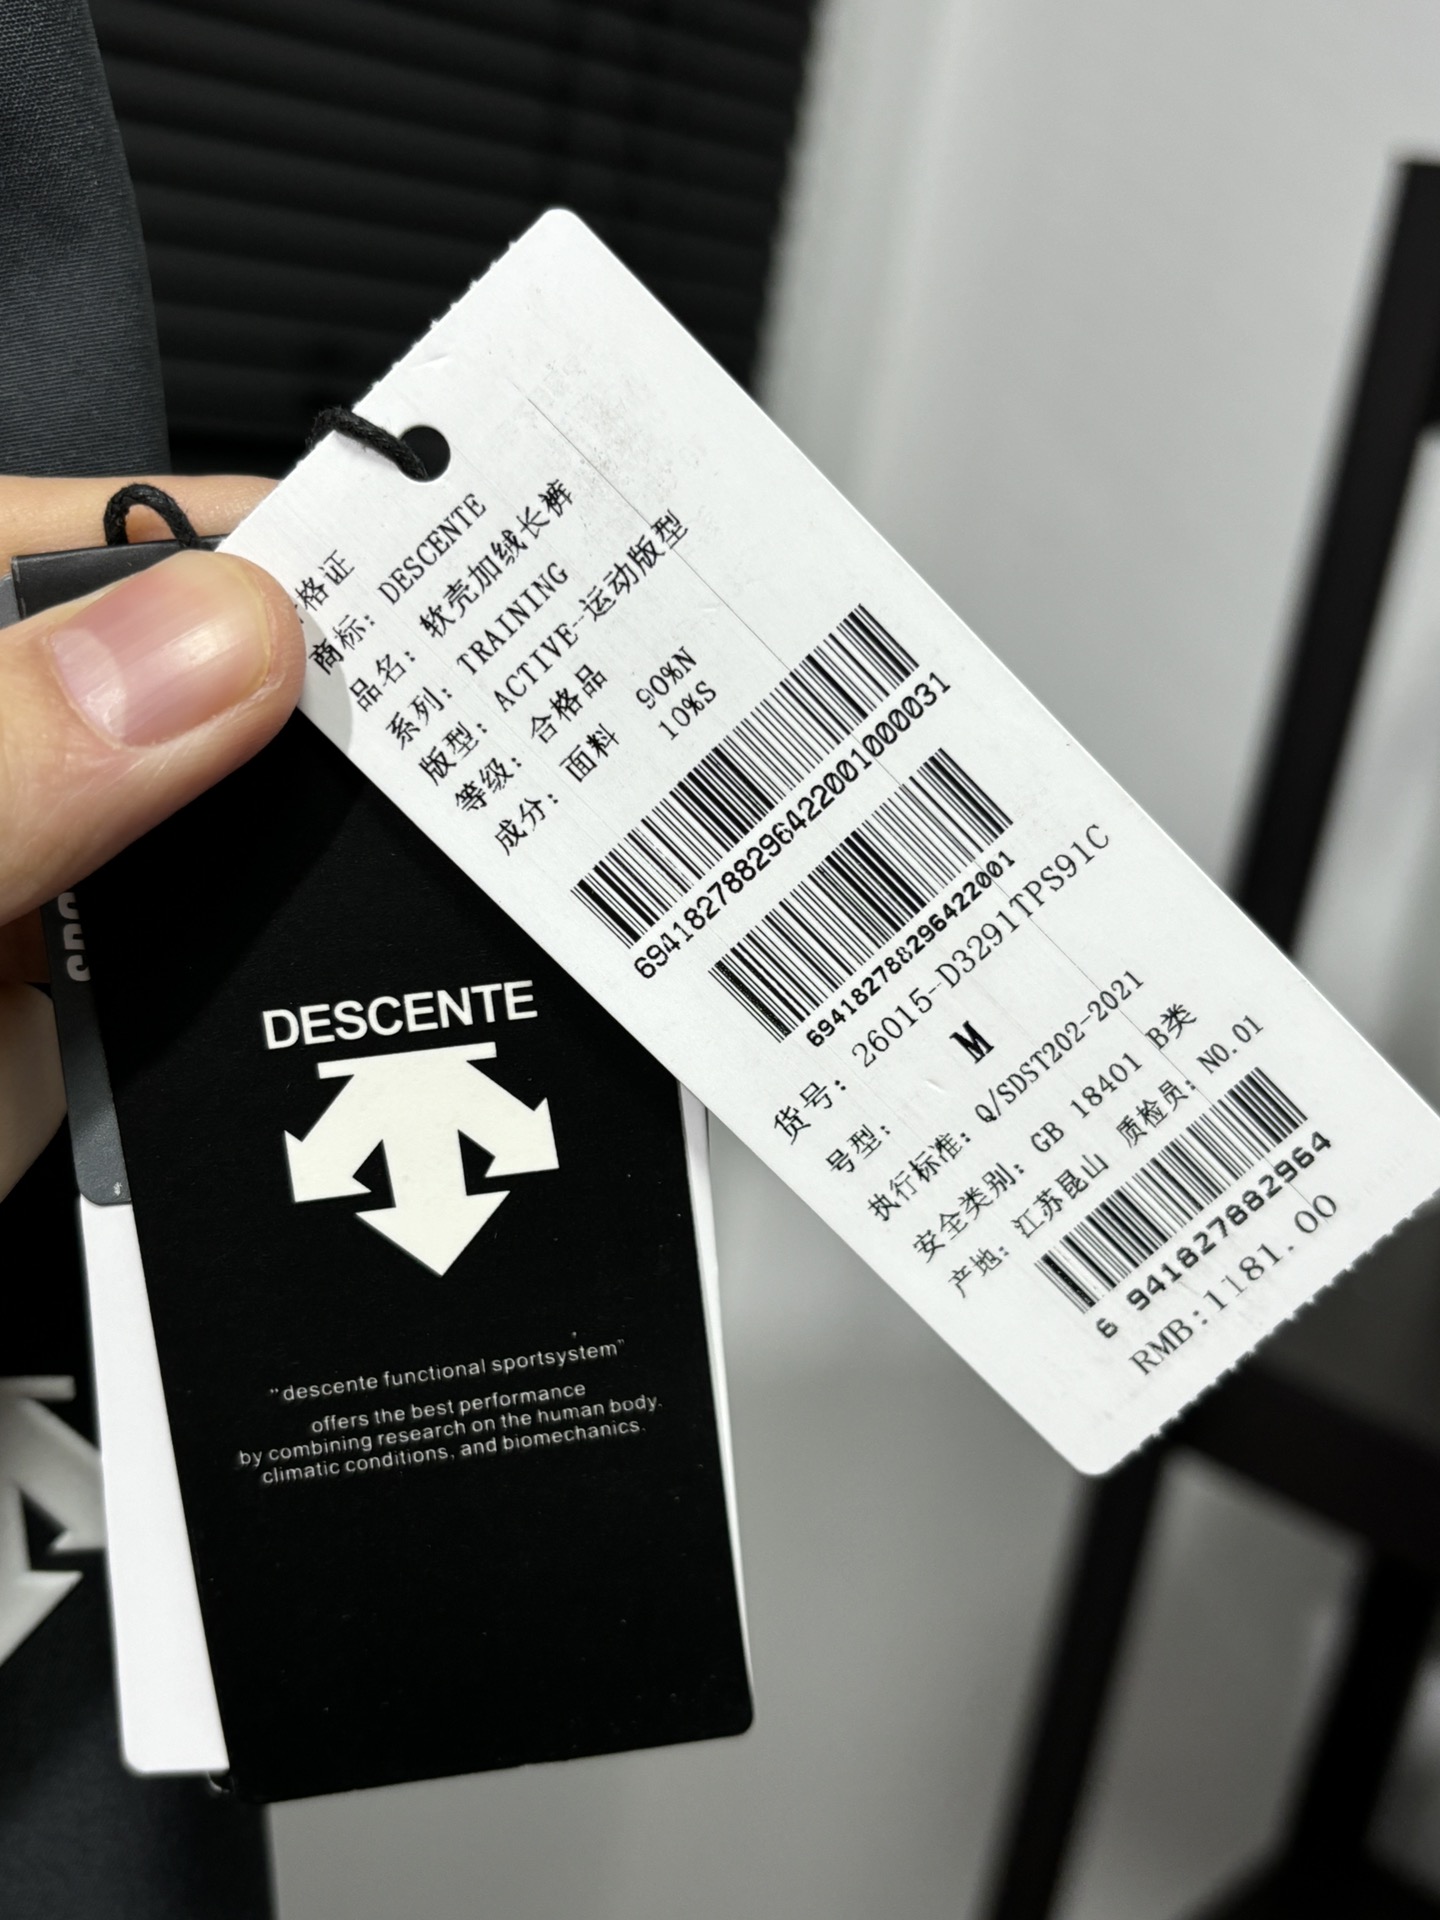 格证
商标: DESCENTE
品名: 软壳加绒长裤
系列: TRAINING
版型: ACTIVE-运动版型
等级: 合格品
成分: 面料 90%N
10%S
6941827882964220010000031
6941827882964220​01
货号: 26015-D3291TPS91C
号型: M
执行标准: Q/SDST202-2021
安全类别: GB 18401 B类
产地: 江苏昆山 质检员: NO.01
6 941827882964
RMB:1181.00
DESCENTE
"descente functional sportsystem"
offers the best performance
by combining research on the human body.
climatic conditions, and biomechanics.